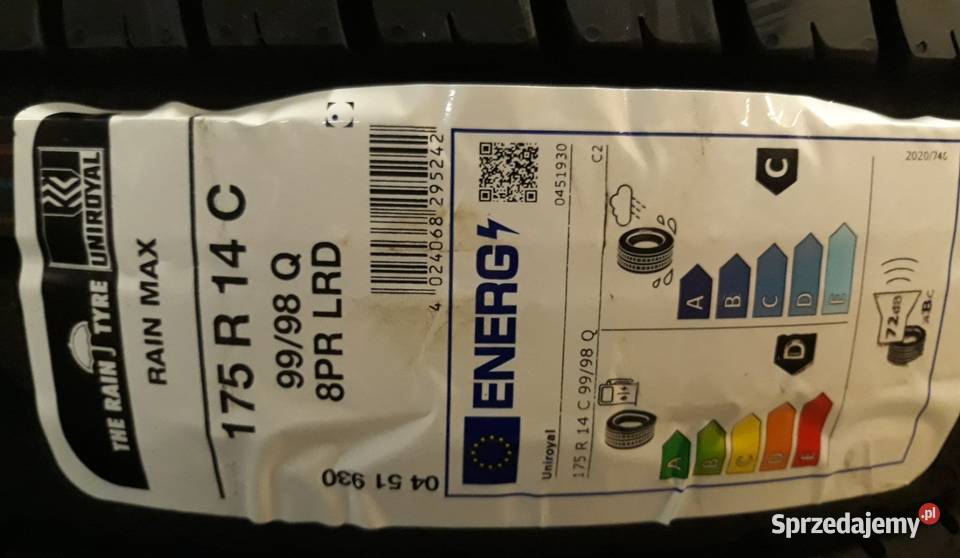 THE RAIN TYRE
UNIROYAL
RAIN MAX
175 R 14 C
99/98 Q
8PR LRD
4 024068 295242
04 51 930
ENERG
Uniroyal
0451930
175 R 14 C 99/98 Q
C2
D
A
B
C
D
E
C
A
B
C
D
E
72dB
ABC
2020/740
Sprzedajemy.pl